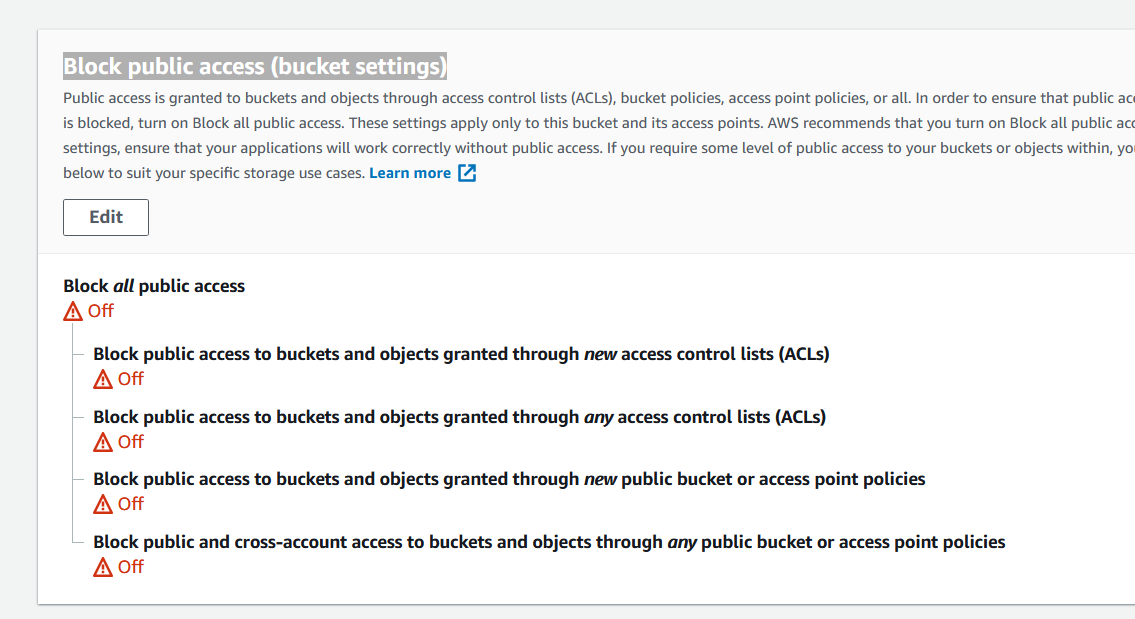 Block public access (bucket settings)
Public access is granted to buckets and objects through access control lists (ACLs), bucket policies, access point policies, or all. In order to ensure that public
is blocked, turn on Block all public access. These settings apply only to this bucket and its access points. AWS recommends that you turn on Block all public
settings, ensure that your applications will work correctly without public access. If you require some level of public access to your buckets or objects within,
below to suit your specific storage use cases. Learn more
Edit
Block all public access
Off
Block public access to buckets and objects granted through new access control lists (ACLs)
Off
Block public access to buckets and objects granted through any access control lists (ACLs)
Off
Block public access to buckets and objects granted through new public bucket or access point policies
Off
Block public and cross-account access to buckets and objects through any public bucket or access point policies
Off